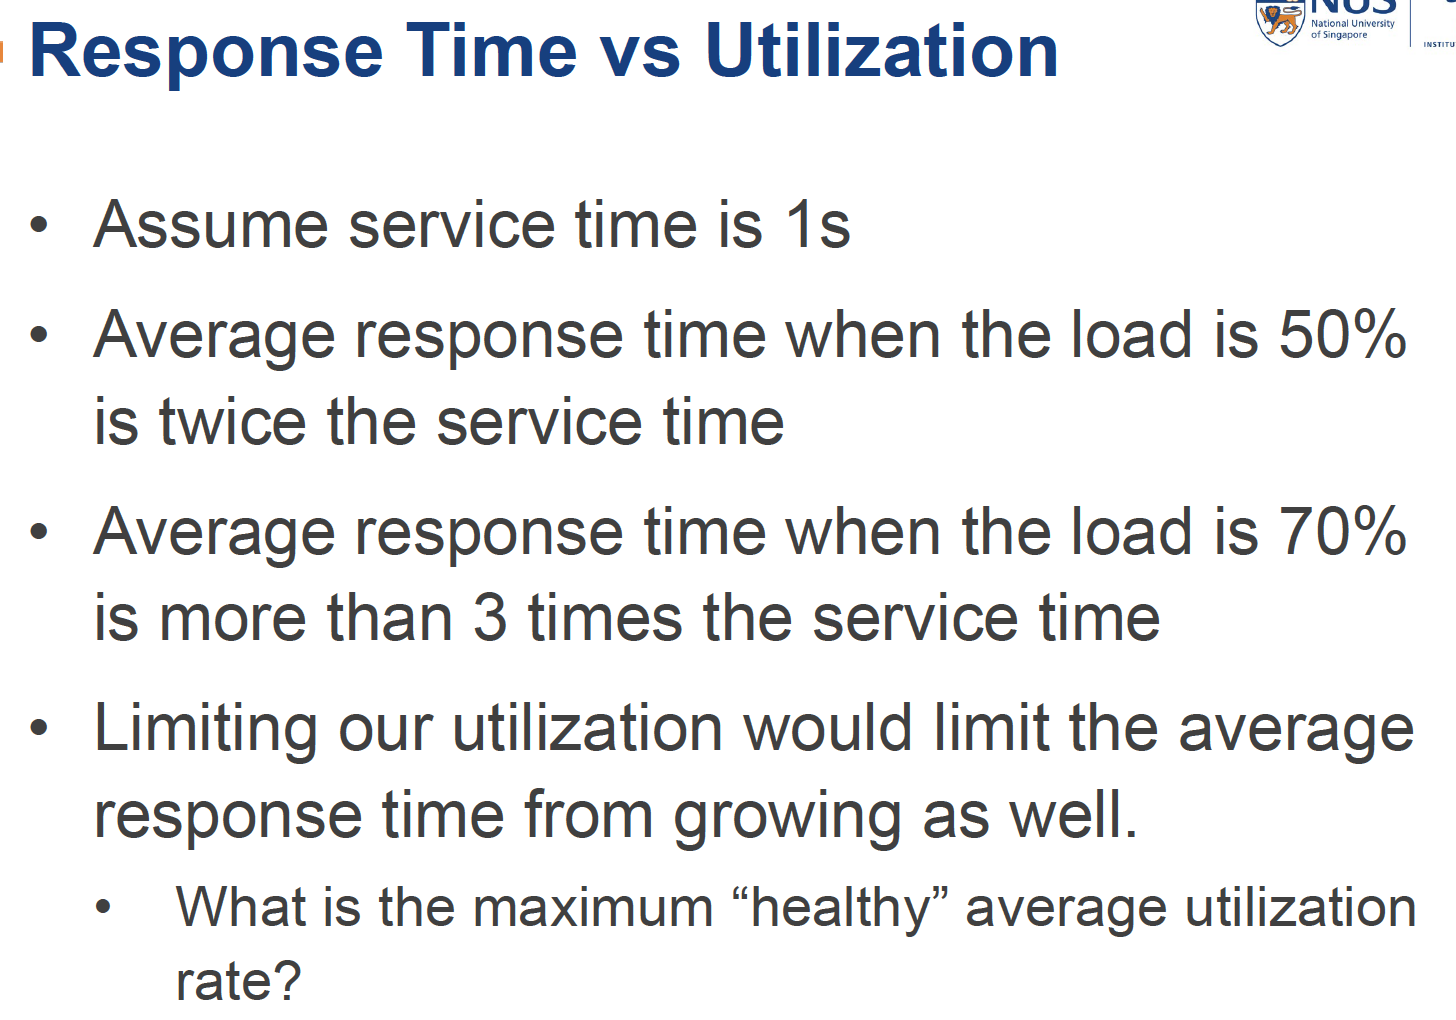 Response Time vs Utilization
NUS
National University
of Singapore
INSTITU
• Assume service time is 1s
• Average response time when the load is 50%
is twice the service time
• Average response time when the load is 70%
is more than 3 times the service time
• Limiting our utilization would limit the average
response time from growing as well.
• What is the maximum “healthy” average utilization
rate?